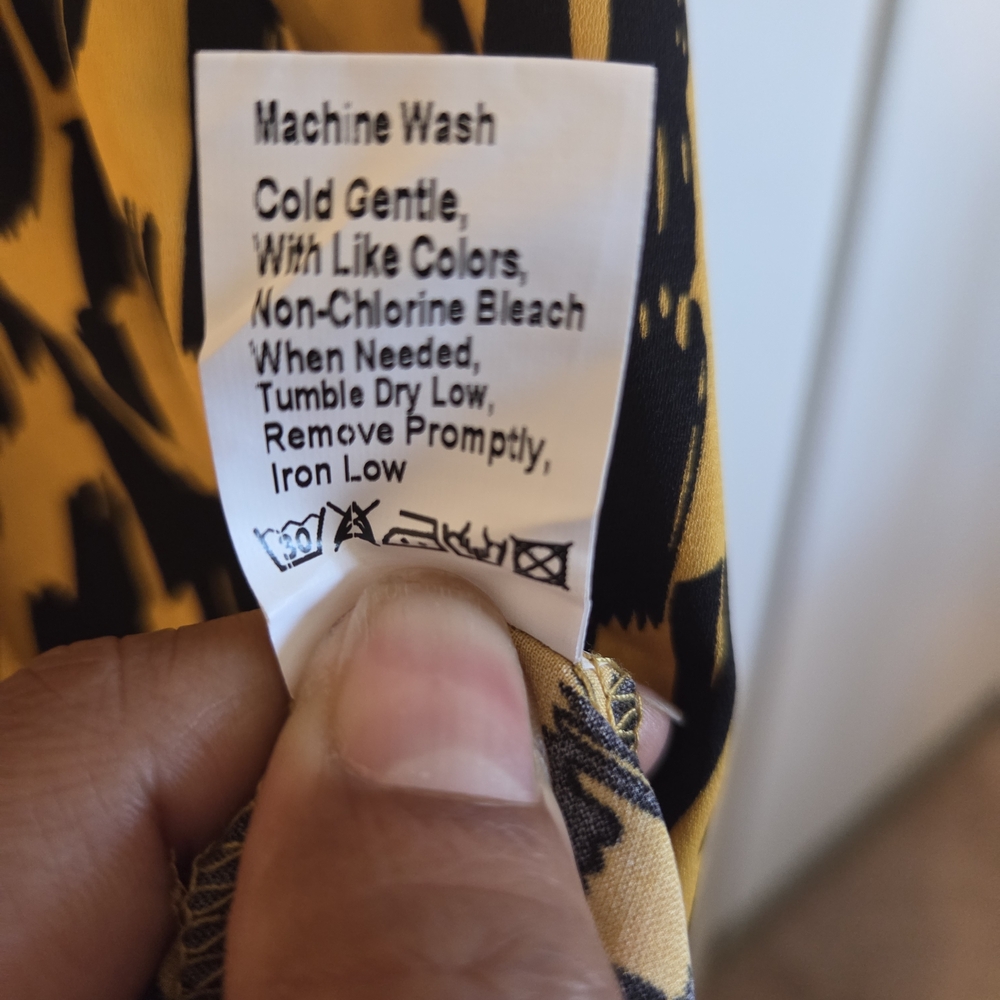 Machine Wash
Cold Gentle,
With Like Colors,
Non-Chlorine Bleach
When Needed,
Tumble Dry Low,
Remove Promptly,
Iron Low
30